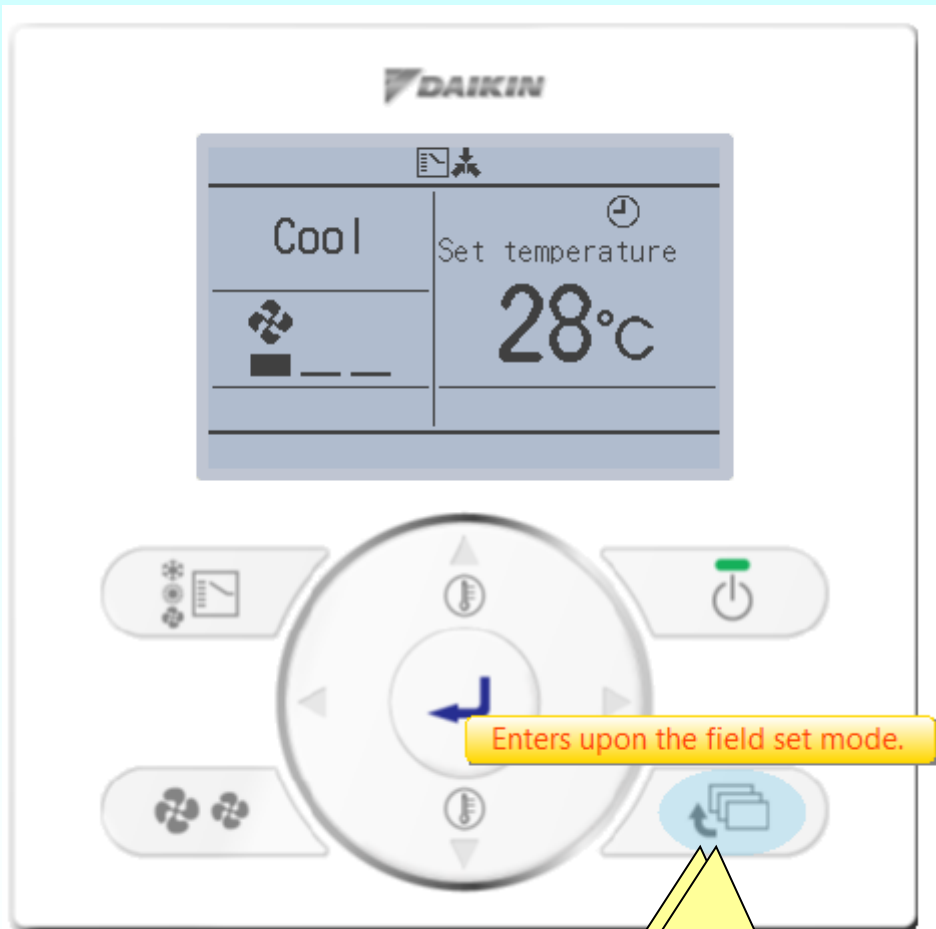 DAIKIN
Cool
Set temperature
28°C
Enters upon the field set mode.